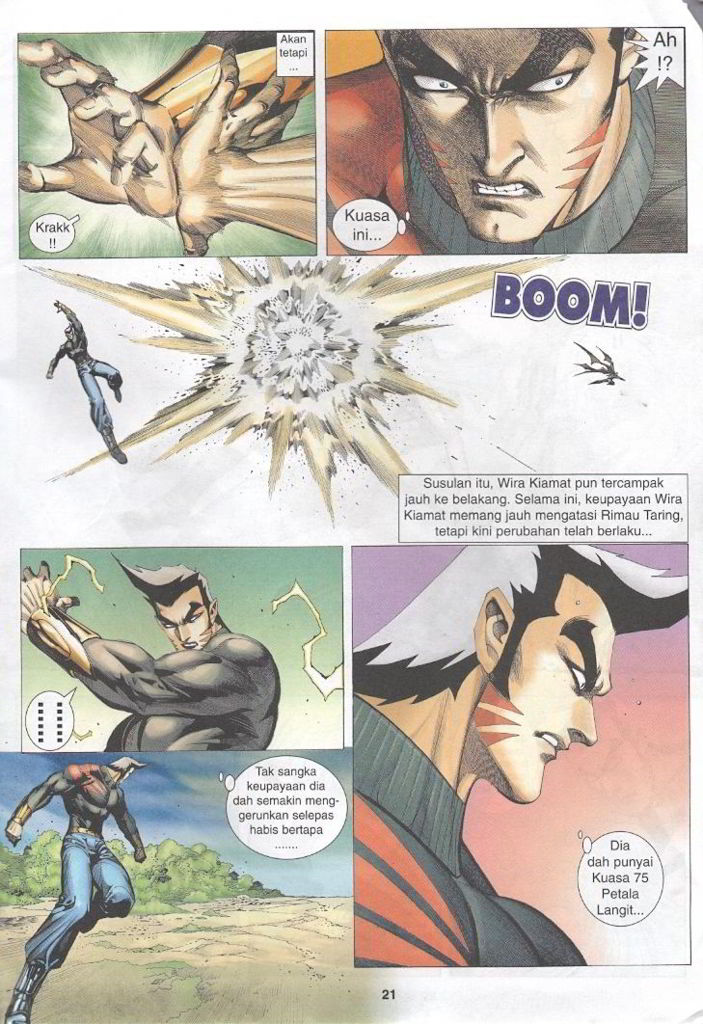 Akan
tetapi
...
Krakk
!!
Ah
!?
Kuasa
ini...
BOOM!
Susulan itu, Wira Kiamat pun tercampak
jauh ke belakang. Selama ini, keupayaan Wira
Kiamat memang jauh mengatasi Rimau Taring,
tetapi kini perubahan telah berlaku...
Tak sangka
keupayaan dia
dah semakin meng-
gerunkan selepas
habis bertapa
.......
Dia
dah punyai
Kuasa 75
Petala
Langit...
21